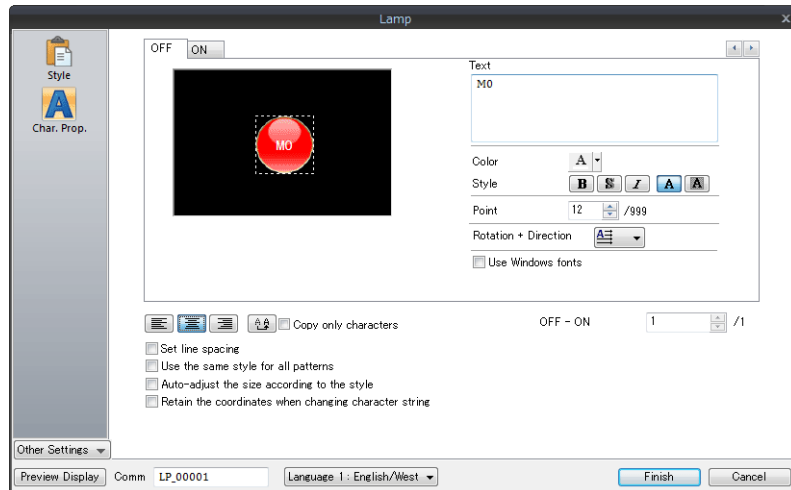 Lamp
Style
Char. Prop.
OFF ON
Text
M0
M0
Color A
Style B S I A A
Point 12 /999
Rotation + Direction A
Use Windows fonts
Copy only characters
OFF - ON 1 /1
Set line spacing
Use the same style for all patterns
Auto-adjust the size according to the style
Retain the coordinates when changing character string
Other Settings
Preview Display Comm LP_00001 Language 1 : English/West Finish Cancel